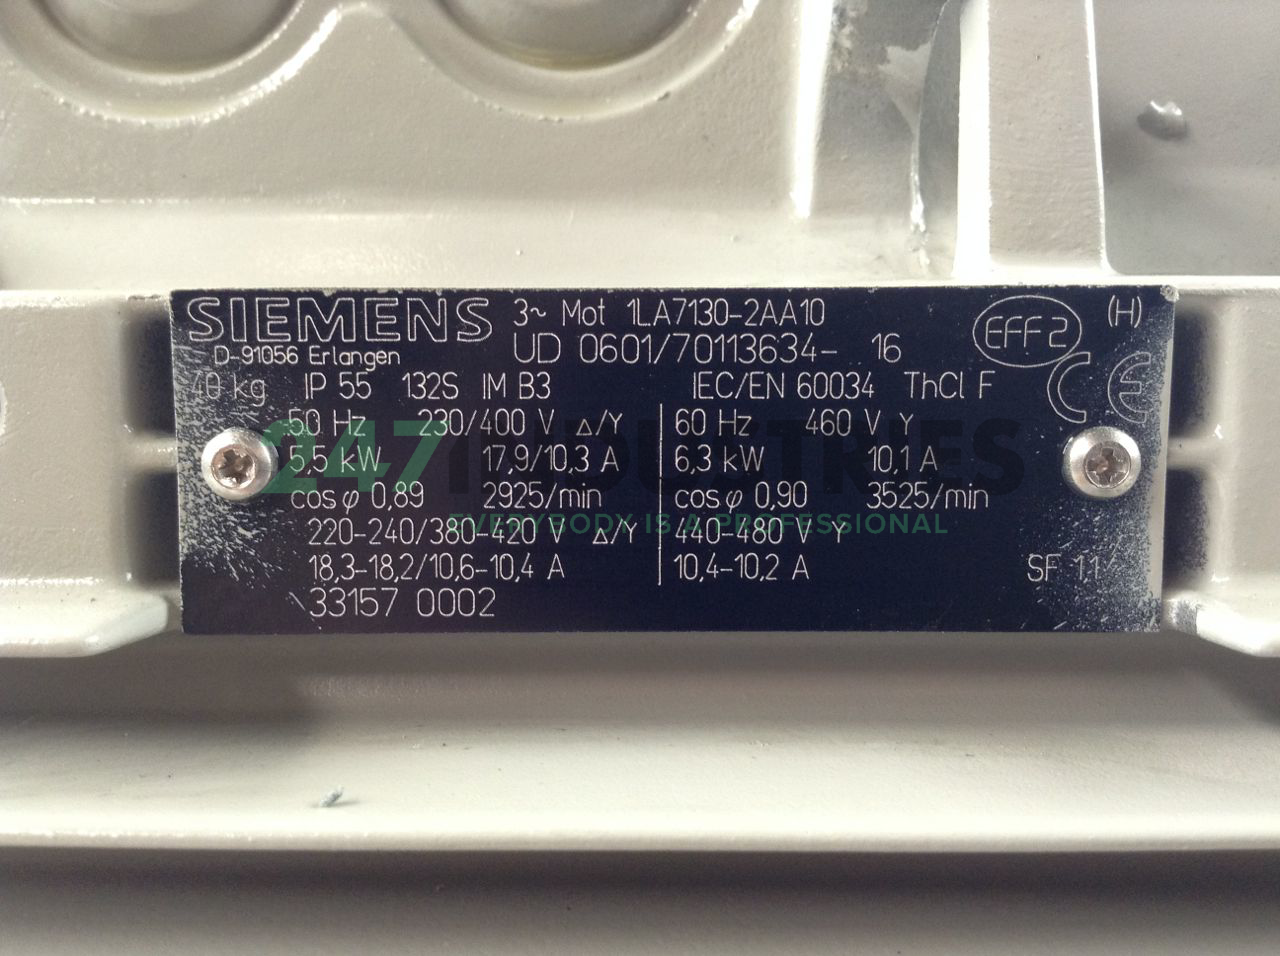 SIEMENS 3~ Mot 1LA7130-2AA10 EFF2 (H)
D-91056 Erlangen UD 0601/70113634- 16
40 kg IP 55 132S IM B3 IEC/EN 60034 ThCl F CE
50 Hz 230/400 V Δ/Y 60 Hz 460 V Y
5,5 kW 17,9/10,3 A 6,3 kW 10,1 A
cosφ 0,89 2925/min cosφ 0,90 3525/min
220-240/380-420 V Δ/Y 440-480 V Y
18,3-18,2/10,6-10,4 A 10,4-10,2 A SF 1,1
33157 0002
247 INDUSTRIES
EVERYBODY IS A PROFESSIONAL